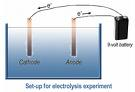 e⁻
e⁻
9-volt battery
Cathode
Anode
Set-up for electrolysis experiment